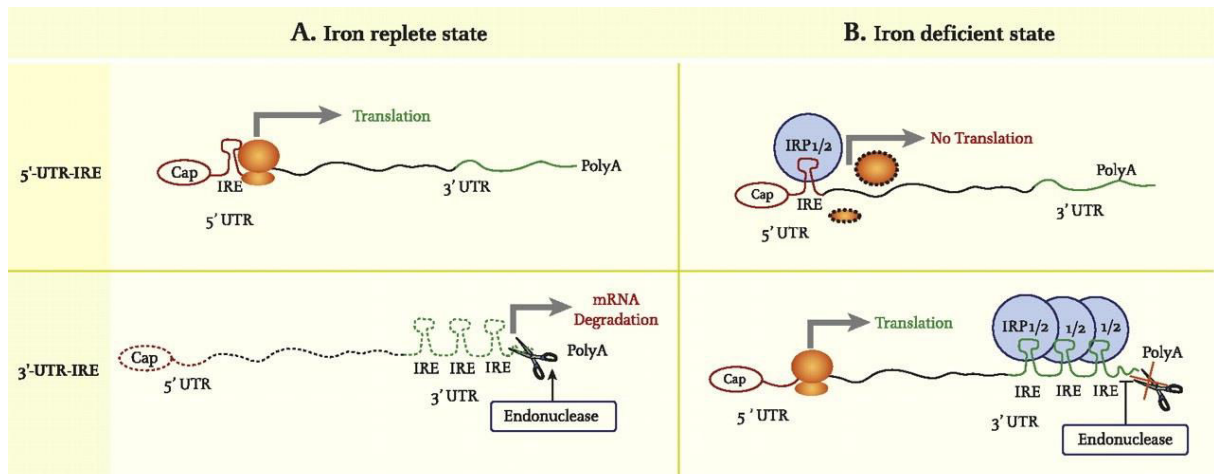 A. Iron replete state
B. Iron deficient state
5'-UTR-IRE
Translation
Cap
IRE
5' UTR
3' UTR
PolyA
IRP1/2
No Translation
Cap
IRE
5' UTR
PolyA
3' UTR
3'-UTR-IRE
mRNA
Degradation
Cap
5' UTR
IRE IRE IRE
3' UTR
PolyA
Endonuclease
Translation
IRP1/2 1/2 1/2
Cap
5' UTR
IRE IRE IRE
3' UTR
PolyA
Endonuclease